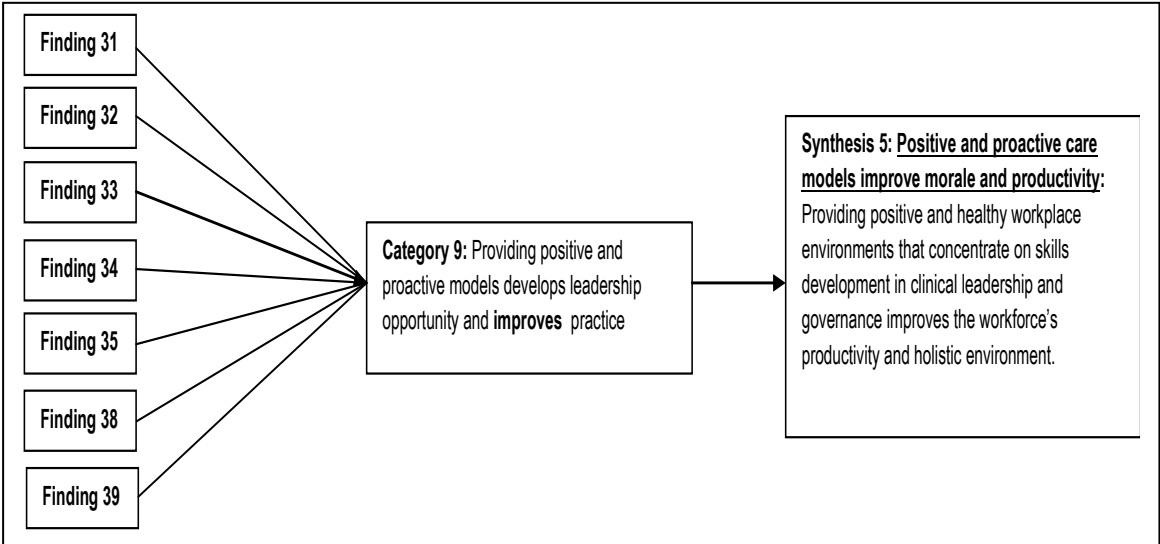 Finding 31
Finding 32
Finding 33
Finding 34
Finding 35
Finding 38
Finding 39
Category 9: Providing positive and
proactive models develops leadership
opportunity and improves practice
Synthesis 5: Positive and proactive care
models improve morale and productivity:
Providing positive and healthy workplace
environments that concentrate on skills
development in clinical leadership and
governance improves the workforce's
productivity and holistic environment.